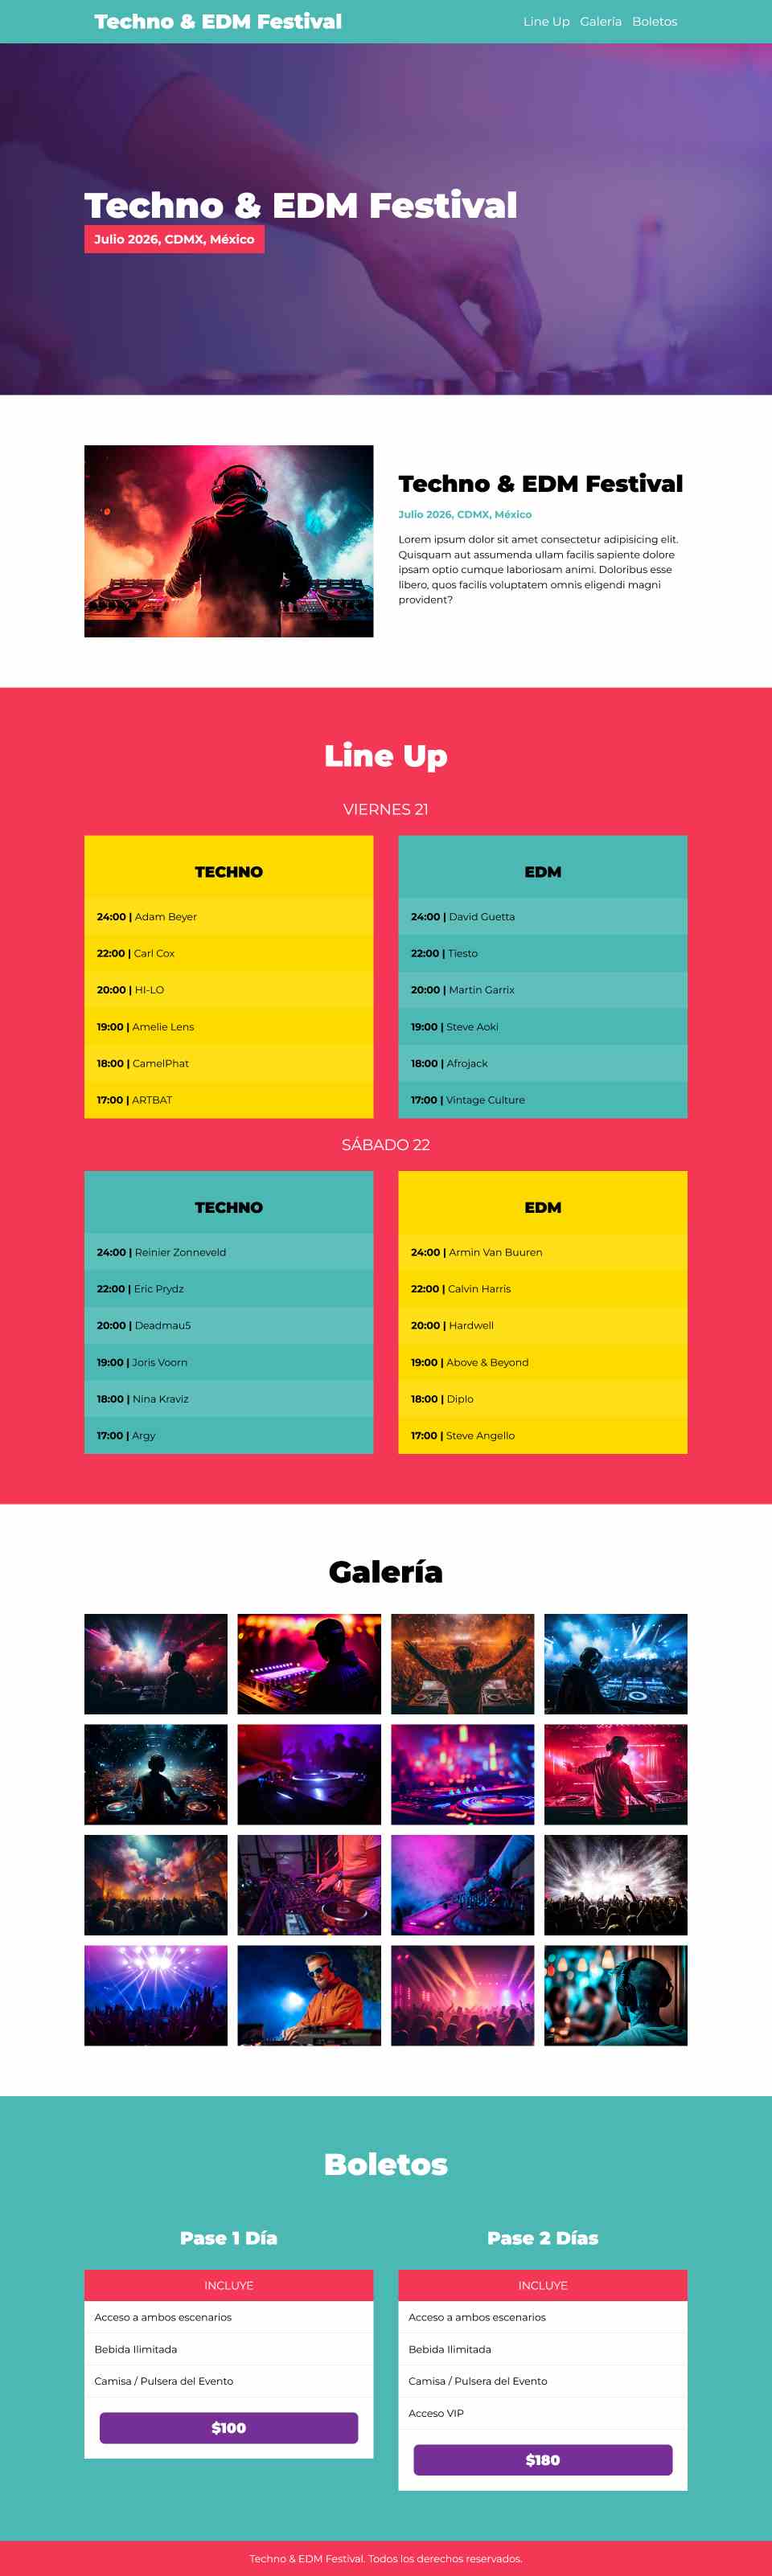 Techno & EDM Festival
Line Up Galería Boletos
Techno & EDM Festival
Julio 2026, CDMX, México
Techno & EDM Festival
Julio 2026, CDMX, México
Lorem ipsum dolor sit amet consectetur adipisicing elit.
Quisquam aut assumenda ullam facilis sapiente dolore
ipsam optio cumque laboriosam animi. Doloribus esse
libero, quos facilis voluptatem omnis eligendi magni
provident?
Line Up
VIERNES 21
TECHNO
24:00 | Adam Beyer
22:00 | Carl Cox
20:00 | HI-LO
19:00 | Amelie Lens
18:00 | CamelPhat
17:00 | ARTBAT
EDM
24:00 | David Guetta
22:00 | Tïesto
20:00 | Martin Garrix
19:00 | Steve Aoki
18:00 | Afrojack
17:00 | Vintage Culture
SÁBADO 22
TECHNO
24:00 | Reinier Zonneveld
22:00 | Eric Prydz
20:00 | Deadmau5
19:00 | Joris Voorn
18:00 | Nina Kraviz
17:00 | Argy
EDM
24:00 | Armin Van Buuren
22:00 | Calvin Harris
20:00 | Hardwell
19:00 | Above & Beyond
18:00 | Diplo
17:00 | Steve Angello
Galería
Boletos
Pase 1 Día
INCLUYE
Acceso a ambos escenarios
Bebida Ilimitada
Camisa / Pulsera del Evento
$100
Pase 2 Días
INCLUYE
Acceso a ambos escenarios
Bebida Ilimitada
Camisa / Pulsera del Evento
Acceso VIP
$180
Techno & EDM Festival. Todos los derechos reservados.